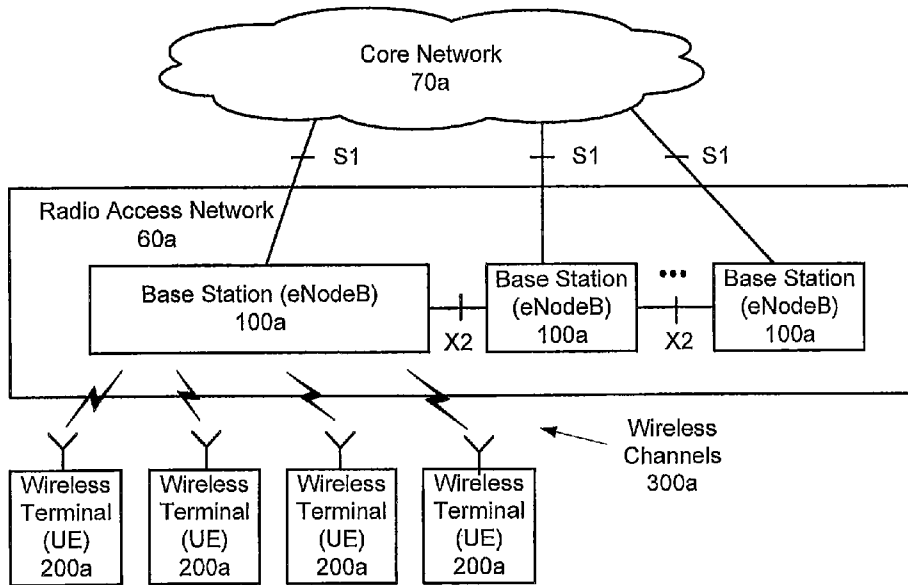 Core Network
70a
S1
S1
S1
Radio Access Network
60a
Base Station (eNodeB)
100a
X2
Base Station
(eNodeB)
100a
•••
X2
Base Station
(eNodeB)
100a
Wireless
Channels
300a
Wireless
Terminal
(UE)
200a
Wireless
Terminal
(UE)
200a
Wireless
Terminal
(UE)
200a
Wireless
Terminal
(UE)
200a